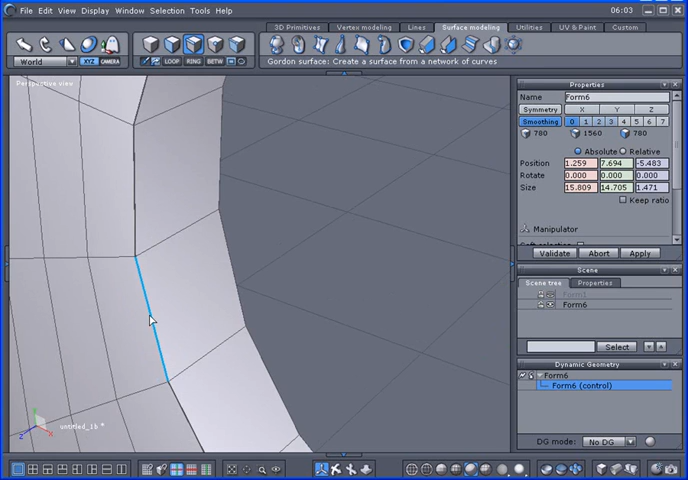 File Edit View Display Window Selection Tools Help 06:03
3D Primitives Vertex modeling Lines Surface modeling Utilities UV & Paint Custom
World XYZ CAMERA LOOP RING BETW
Gordon surface: Create a surface from a network of curves
Perspective view
Properties
Name Form6
Symmetry X Y Z
Smoothing 0 1 2 3 4 5 6 7
780 1560 780
Absolute Relative
Position 1.259 7.694 -5.483
Rotate 0.000 0.000 0.000
Size 15.809 14.705 1.471
Keep ratio
Manipulator
Soft selection
Validate Abort Apply
Scene
Scene tree Properties
Form1
Form6
Select
Dynamic Geometry
Form6
Form6 (control)
DG mode: No DG
Y
Z X
untitled_1b *